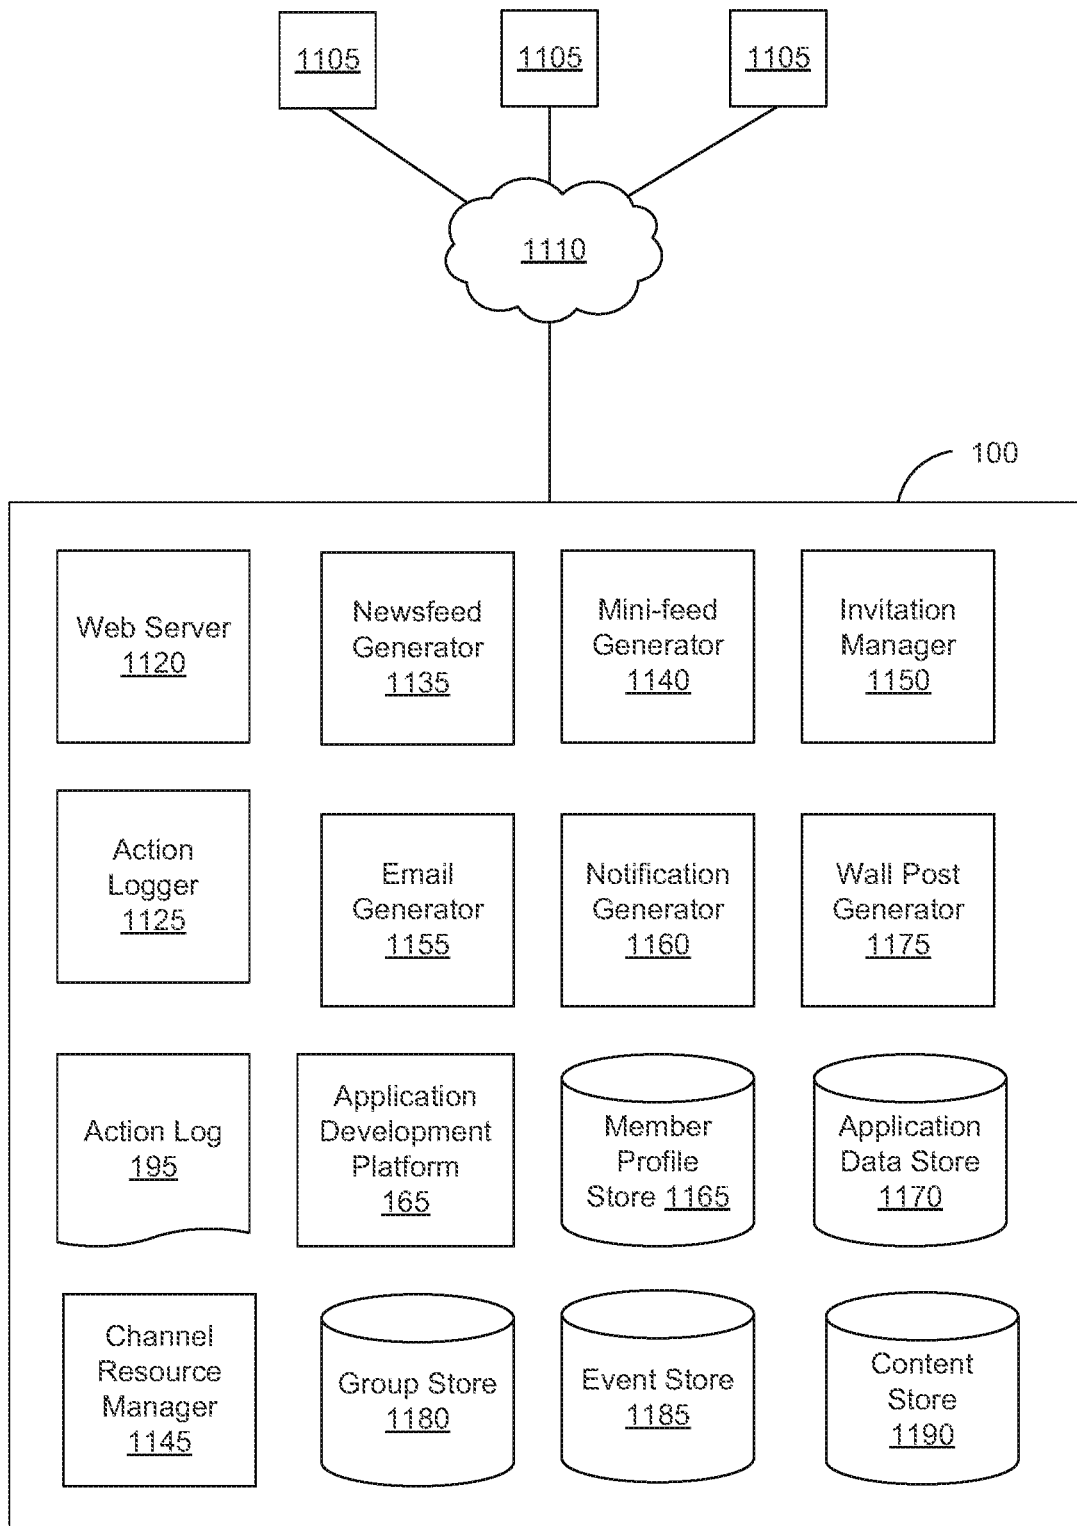 1105
1105
1105
1110
100
Web Server
1120
Newsfeed
Generator
1135
Mini-feed
Generator
1140
Invitation
Manager
1150
Action
Logger
1125
Email
Generator
1155
Notification
Generator
1160
Wall Post
Generator
1175
Action Log
195
Application
Development
Platform
165
Member
Profile
Store 1165
Application
Data Store
1170
Channel
Resource
Manager
1145
Group Store
1180
Event Store
1185
Content
Store
1190